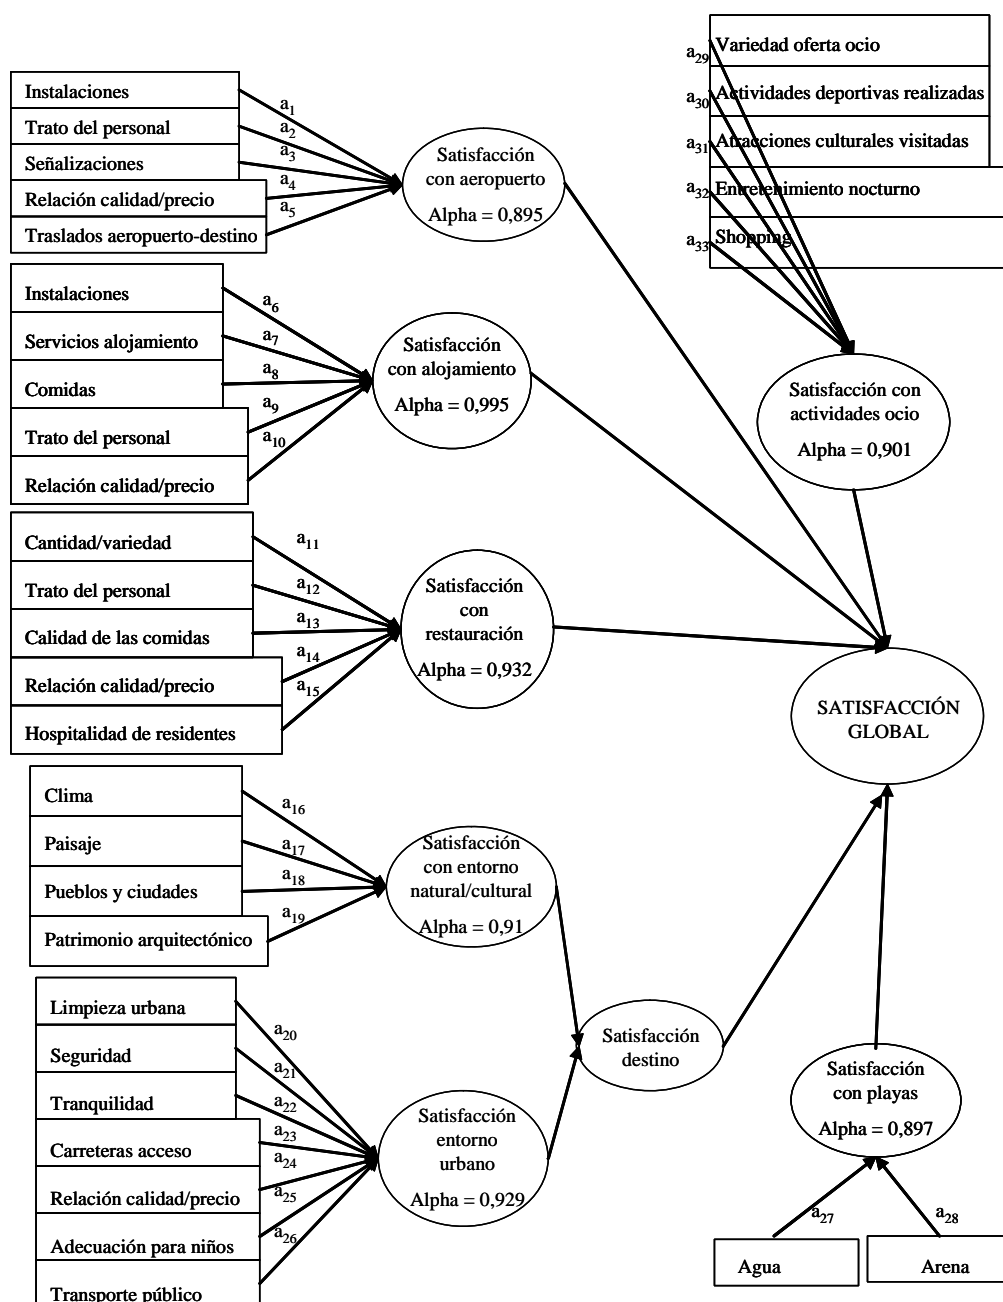 Instalaciones
Trato del personal
Señalizaciones
Relación calidad/precio
Traslados aeropuerto-destino
a1
a2
a3
a4
a5
Satisfacción
con aeropuerto
Alpha = 0,895
Instalaciones
Servicios alojamiento
Comidas
Trato del personal
Relación calidad/precio
a6
a7
a8
a9
a10
Satisfacción
con alojamiento
Alpha = 0,995
Cantidad/variedad
Trato del personal
Calidad de las comidas
Relación calidad/precio
Hospitalidad de residentes
a11
a12
a13
a14
a15
Satisfacción
con
restauración
Alpha = 0,932
Clima
Paisaje
Pueblos y ciudades
Patrimonio arquitectónico
a16
a17
a18
a19
Satisfacción
con entorno
natural/cultural
Alpha = 0,91
Limpieza urbana
Seguridad
Tranquilidad
Carreteras acceso
Relación calidad/precio
Adecuación para niños
Transporte público
a20
a21
a22
a23
a24
a25
a26
Satisfacción
entorno
urbano
Alpha = 0,929
Satisfacción
destino
a29
a30
a31
a32
a33
Variedad oferta ocio
Actividades deportivas realizadas
Atracciones culturales visitadas
Entretenimiento nocturno
Shopping
Satisfacción con
actividades ocio
Alpha = 0,901
SATISFACCIÓN
GLOBAL
Satisfacción
con playas
Alpha = 0,897
a27
a28
Agua
Arena